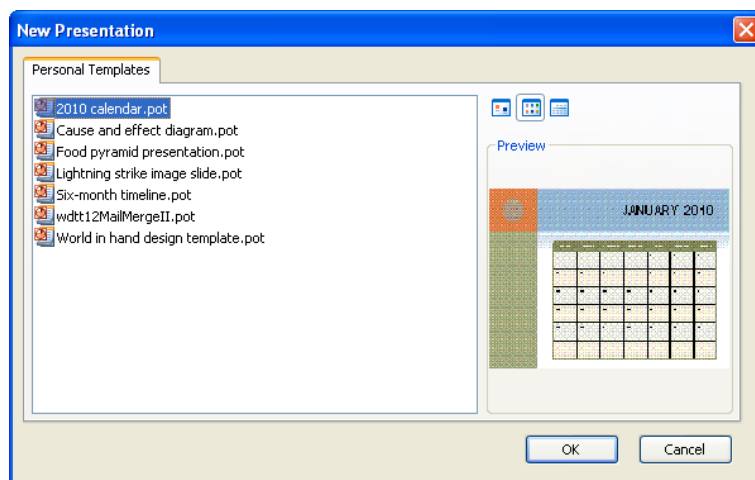 New Presentation
Personal Templates
2010 calendar.pot
Cause and effect diagram.pot
Food pyramid presentation.pot
Lightning strike image slide.pot
Six-month timeline.pot
wdtt12MailMergeII.pot
World in hand design template.pot
Preview
JANUARY 2010
OK
Cancel